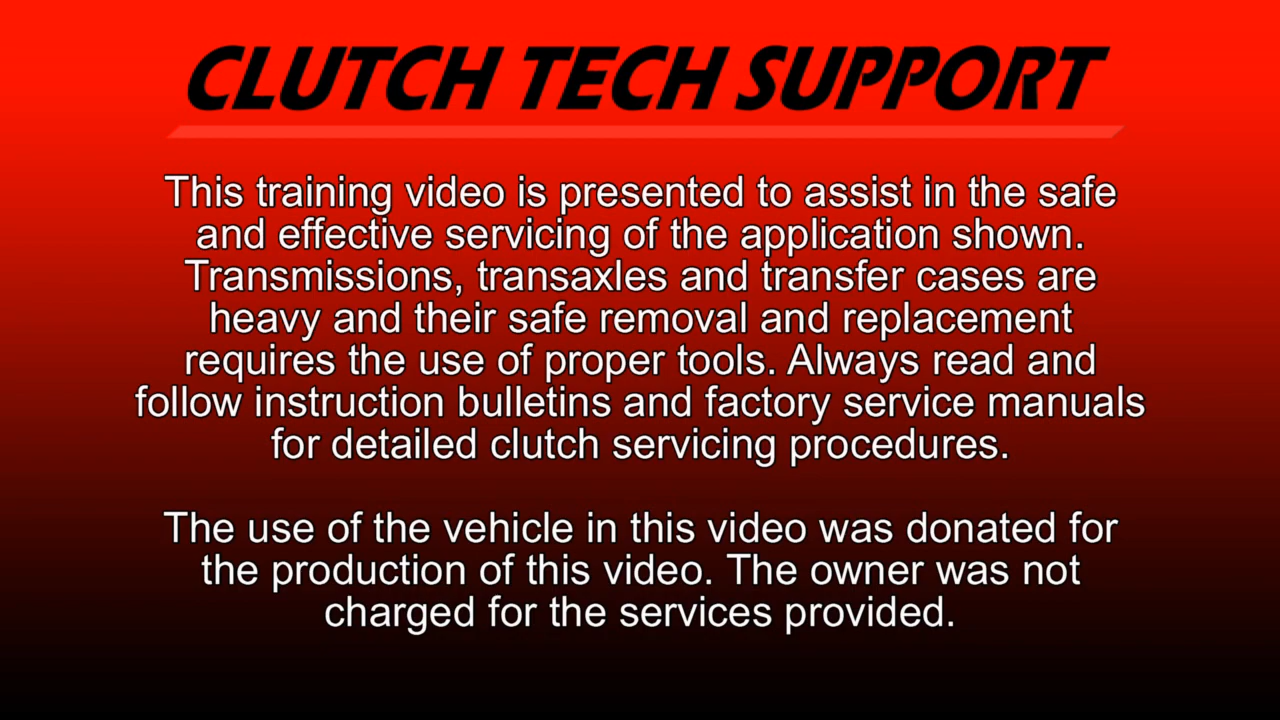 CLUTCH TECH SUPPORT
This training video is presented to assist in the safe
and effective servicing of the application shown.
Transmissions, transaxles and transfer cases are
heavy and their safe removal and replacement
requires the use of proper tools. Always read and
follow instruction bulletins and factory service manuals
for detailed clutch servicing procedures.
The use of the vehicle in this video was donated for
the production of this video. The owner was not
charged for the services provided.